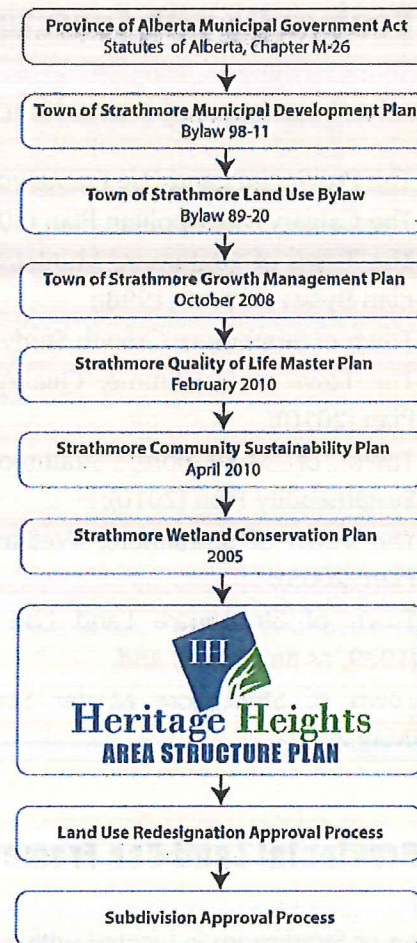 Province of Alberta Municipal Government Act
Statutes of Alberta, Chapter M-26
Town of Strathmore Municipal Development Plan
Bylaw 98-11
Town of Strathmore Land Use Bylaw
Bylaw 89-20
Town of Strathmore Growth Management Plan
October 2008
Strathmore Quality of Life Master Plan
February 2010
Strathmore Community Sustainability Plan
April 2010
Strathmore Wetland Conservation Plan
2005
HH
Heritage Heights
AREA STRUCTURE PLAN
Land Use Redesignation Approval Process
Subdivision Approval Process